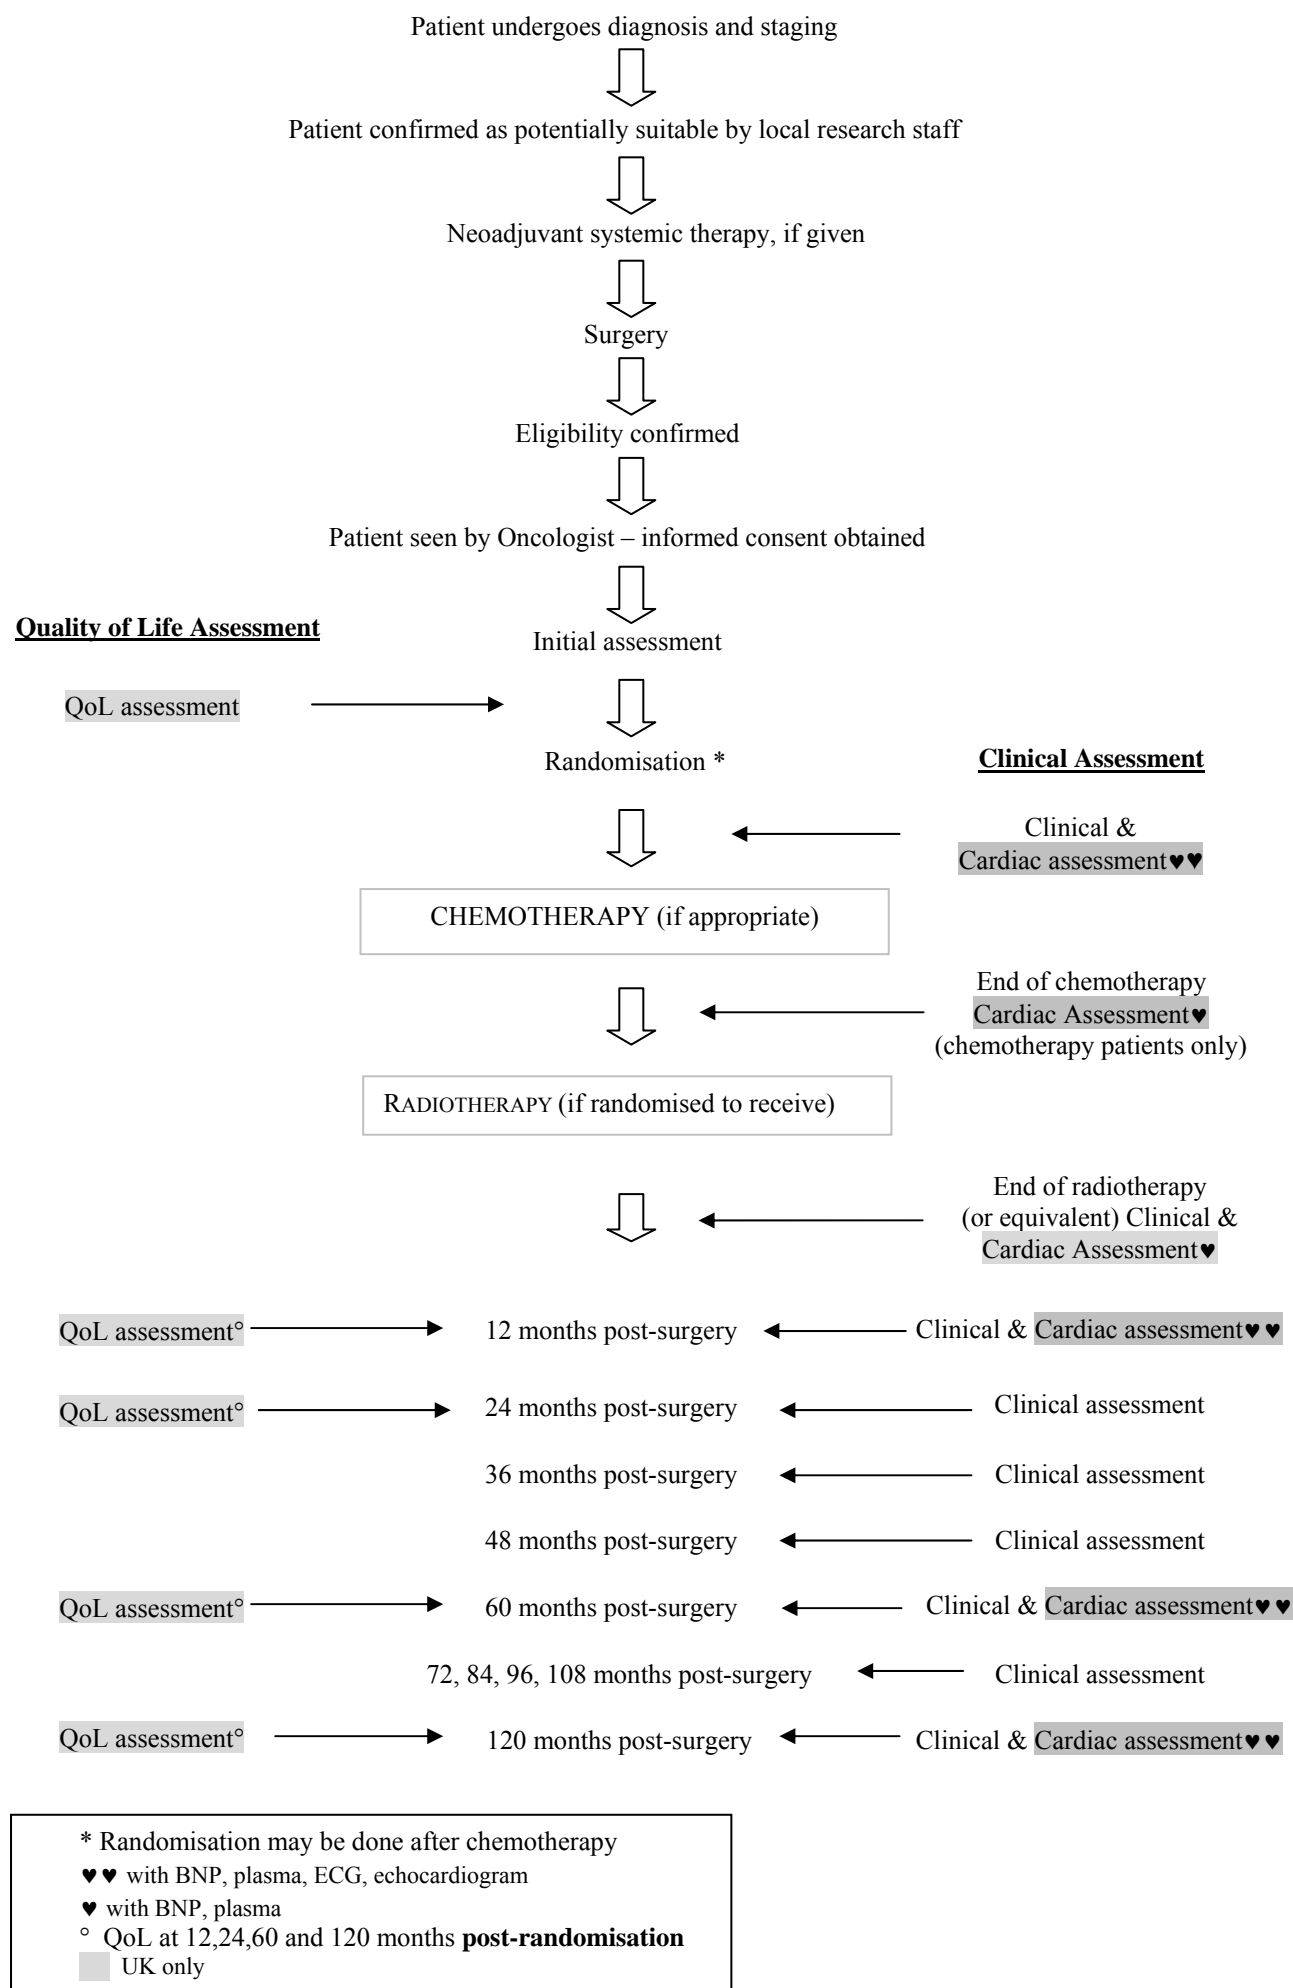 Patient undergoes diagnosis and staging
Patient confirmed as potentially suitable by local research staff
Neoadjuvant systemic therapy, if given
Surgery
Eligibility confirmed
Patient seen by Oncologist – informed consent obtained
Quality of Life Assessment
Initial assessment
QoL assessment
Randomisation *
Clinical Assessment
Clinical &
Cardiac assessment♥♥
CHEMOTHERAPY (if appropriate)
End of chemotherapy
Cardiac Assessment♥
(chemotherapy patients only)
RADIOTHERAPY (if randomised to receive)
End of radiotherapy
(or equivalent) Clinical &
Cardiac Assessment♥
QoL assessment° 12 months post-surgery Clinical & Cardiac assessment♥♥
QoL assessment° 24 months post-surgery Clinical assessment
36 months post-surgery Clinical assessment
48 months post-surgery Clinical assessment
QoL assessment° 60 months post-surgery Clinical & Cardiac assessment♥♥
72, 84, 96, 108 months post-surgery Clinical assessment
QoL assessment° 120 months post-surgery Clinical & Cardiac assessment♥♥
* Randomisation may be done after chemotherapy
♥♥ with BNP, plasma, ECG, echocardiogram
♥ with BNP, plasma
° QoL at 12,24,60 and 120 months post-randomisation
UK only